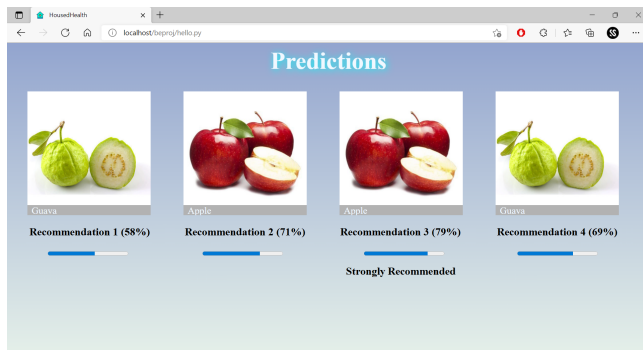 HousedHealth
localhost/beproj/hello.py
SS
Predictions
Guava
Apple
Apple
Guava
Recommendation 1 (58%)
Recommendation 2 (71%)
Recommendation 3 (79%)
Recommendation 4 (69%)
Strongly Recommended